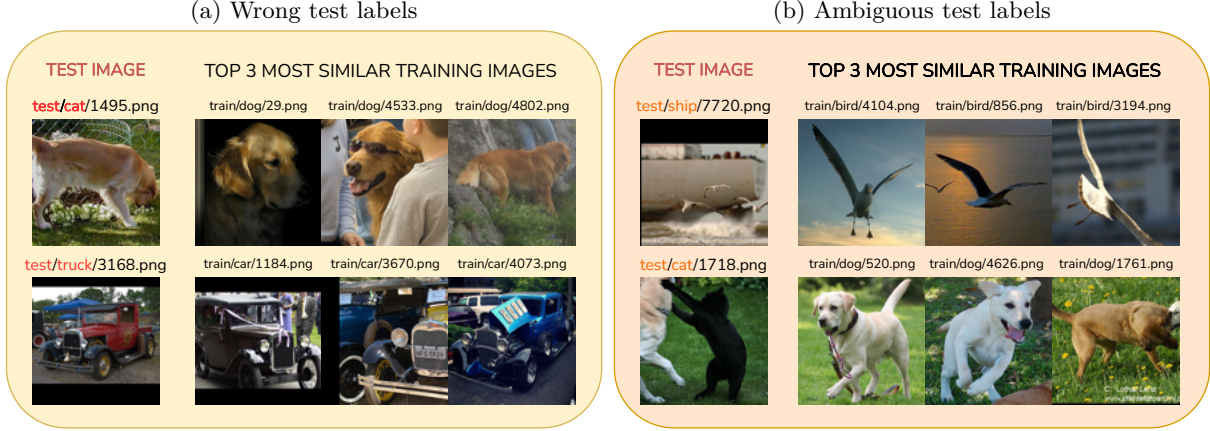 (a) Wrong test labels
TEST IMAGE
TOP 3 MOST SIMILAR TRAINING IMAGES
test/cat/1495.png
train/dog/29.png
train/dog/4533.png
train/dog/4802.png
test/truck/3168.png
train/car/1184.png
train/car/3670.png
train/car/4073.png
(b) Ambiguous test labels
TEST IMAGE
TOP 3 MOST SIMILAR TRAINING IMAGES
test/ship/7720.png
train/bird/4104.png
train/bird/856.png
train/bird/3194.png
test/cat/1718.png
train/dog/520.png
train/dog/4626.png
train/dog/1761.png